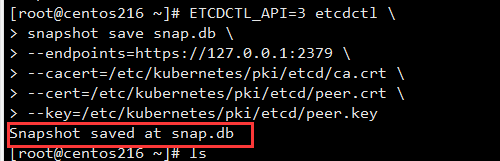 [root@centos216 ~]# ETCDCTL_API=3 etcdctl \
> snapshot save snap.db \
> --endpoints=https://127.0.0.1:2379 \
> --cacert=/etc/kubernetes/pki/etcd/ca.crt \
> --cert=/etc/kubernetes/pki/etcd/peer.crt \
> --key=/etc/kubernetes/pki/etcd/peer.key
Snapshot saved at snap.db
[root@centos216 ~]# ls